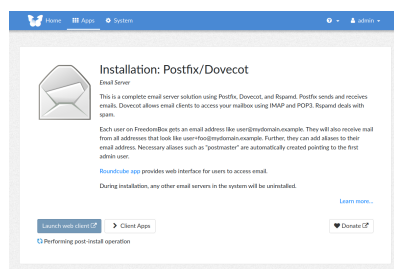 Home Apps System admin
Installation: Postfix/Dovecot
Email Server
This is a complete email server solution using Postfix, Dovecot, and Rspamd. Postfix sends and receives
emails. Dovecot allows email clients to access your mailbox using IMAP and POP3. Rspamd deals with
spam.
Each user on FreedomBox gets an email address like user@mydomain.example. They will also receive mail
from all addresses that look like user+foo@mydomain.example. Further, they can add aliases to their
email address. Necessary aliases such as "postmaster" are automatically created pointing to the first
admin user.
Roundcube app provides web interface for users to access email.
During installation, any other email servers in the system will be uninstalled.
Learn more...
Launch web client Client Apps Donate
Performing post-install operation